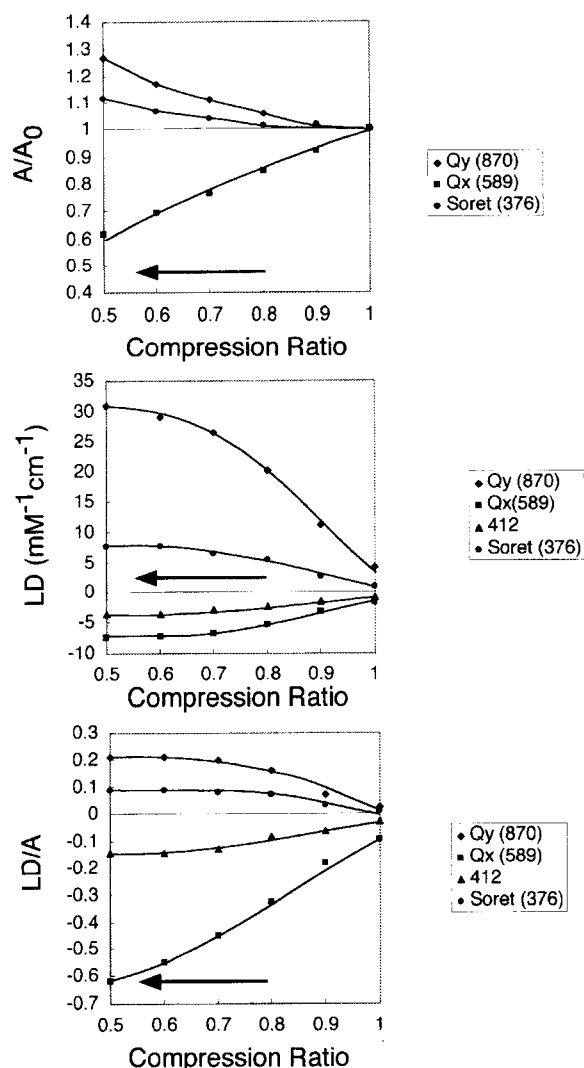 1.4
1.3
1.2
1.1
1
0.9
0.8
0.7
0.6
0.5
0.4
A/A0
0.5 0.6 0.7 0.8 0.9 1
Compression Ratio
Qy (870)
Qx (589)
Soret (376)
35
30
25
20
15
10
5
0
-5
-10
LD (mM⁻¹cm⁻¹)
0.5 0.6 0.7 0.8 0.9 1
Compression Ratio
Qy (870)
Qx(589)
412
Soret (376)
0.3
0.2
0.1
0
-0.1
-0.2
-0.3
-0.4
-0.5
-0.6
-0.7
LD/A
0.5 0.6 0.7 0.8 0.9 1
Compression Ratio
Qy (870)
Qx (589)
412
Soret (376)